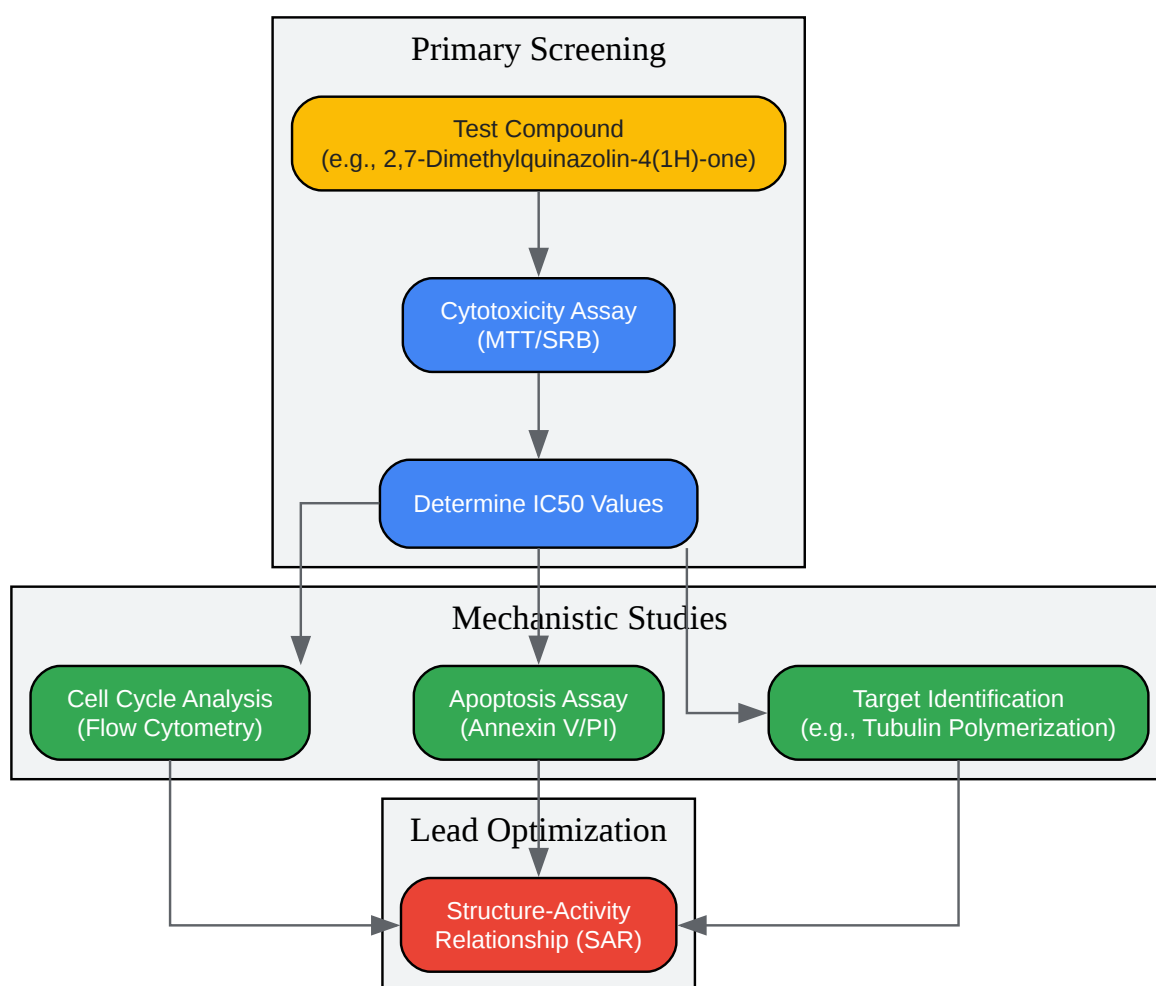 Primary Screening
Test Compound
(e.g., 2,7-Dimethylquinazolin-4(1H)-one)
Cytotoxicity Assay
(MTT/SRB)
Determine IC50 Values
Mechanistic Studies
Cell Cycle Analysis
(Flow Cytometry)
Apoptosis Assay
(Annexin V/PI)
Target Identification
(e.g., Tubulin Polymerization)
Lead Optimization
Structure-Activity
Relationship (SAR)